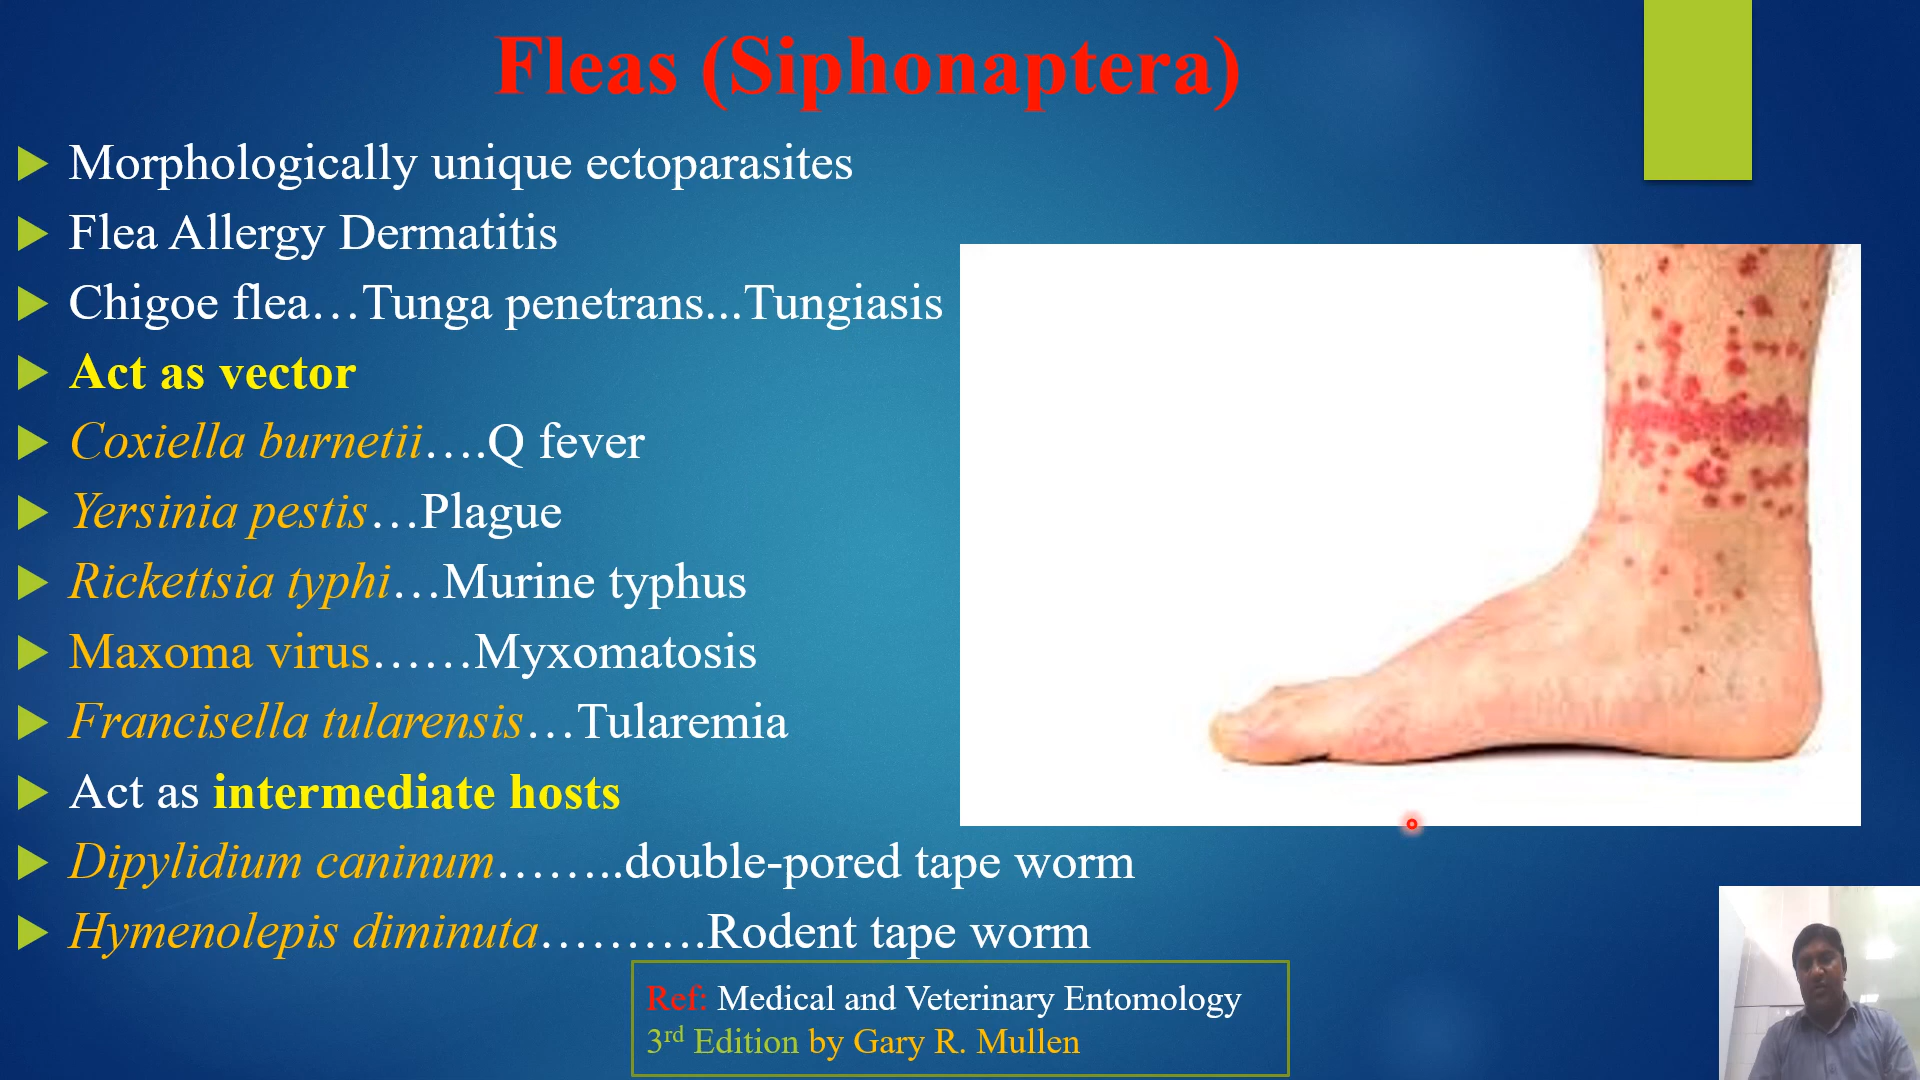 Fleas (Siphonaptera)
Morphologically unique ectoparasites
Flea Allergy Dermatitis
Chigoe flea…Tunga penetrans...Tungiasis
Act as vector
Coxiella burnetii….Q fever
Yersinia pestis…Plague
Rickettsia typhi…Murine typhus
Maxoma virus……Myxomatosis
Francisella tularensis…Tularemia
Act as intermediate hosts
Dipylidium caninum……..double-pored tape worm
Hymenolepis diminuta……….Rodent tape worm
Ref: Medical and Veterinary Entomology
3rd Edition by Gary R. Mullen